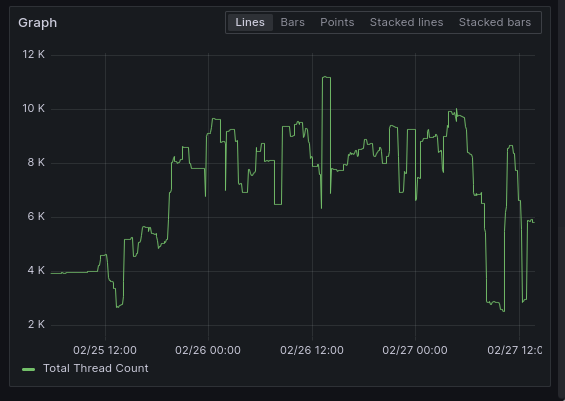 Graph
Lines Bars Points Stacked lines Stacked bars
12 K
10 K
8 K
6 K
4 K
2 K
02/25 12:00 02/26 00:00 02/26 12:00 02/27 00:00 02/27 12:0
Total Thread Count